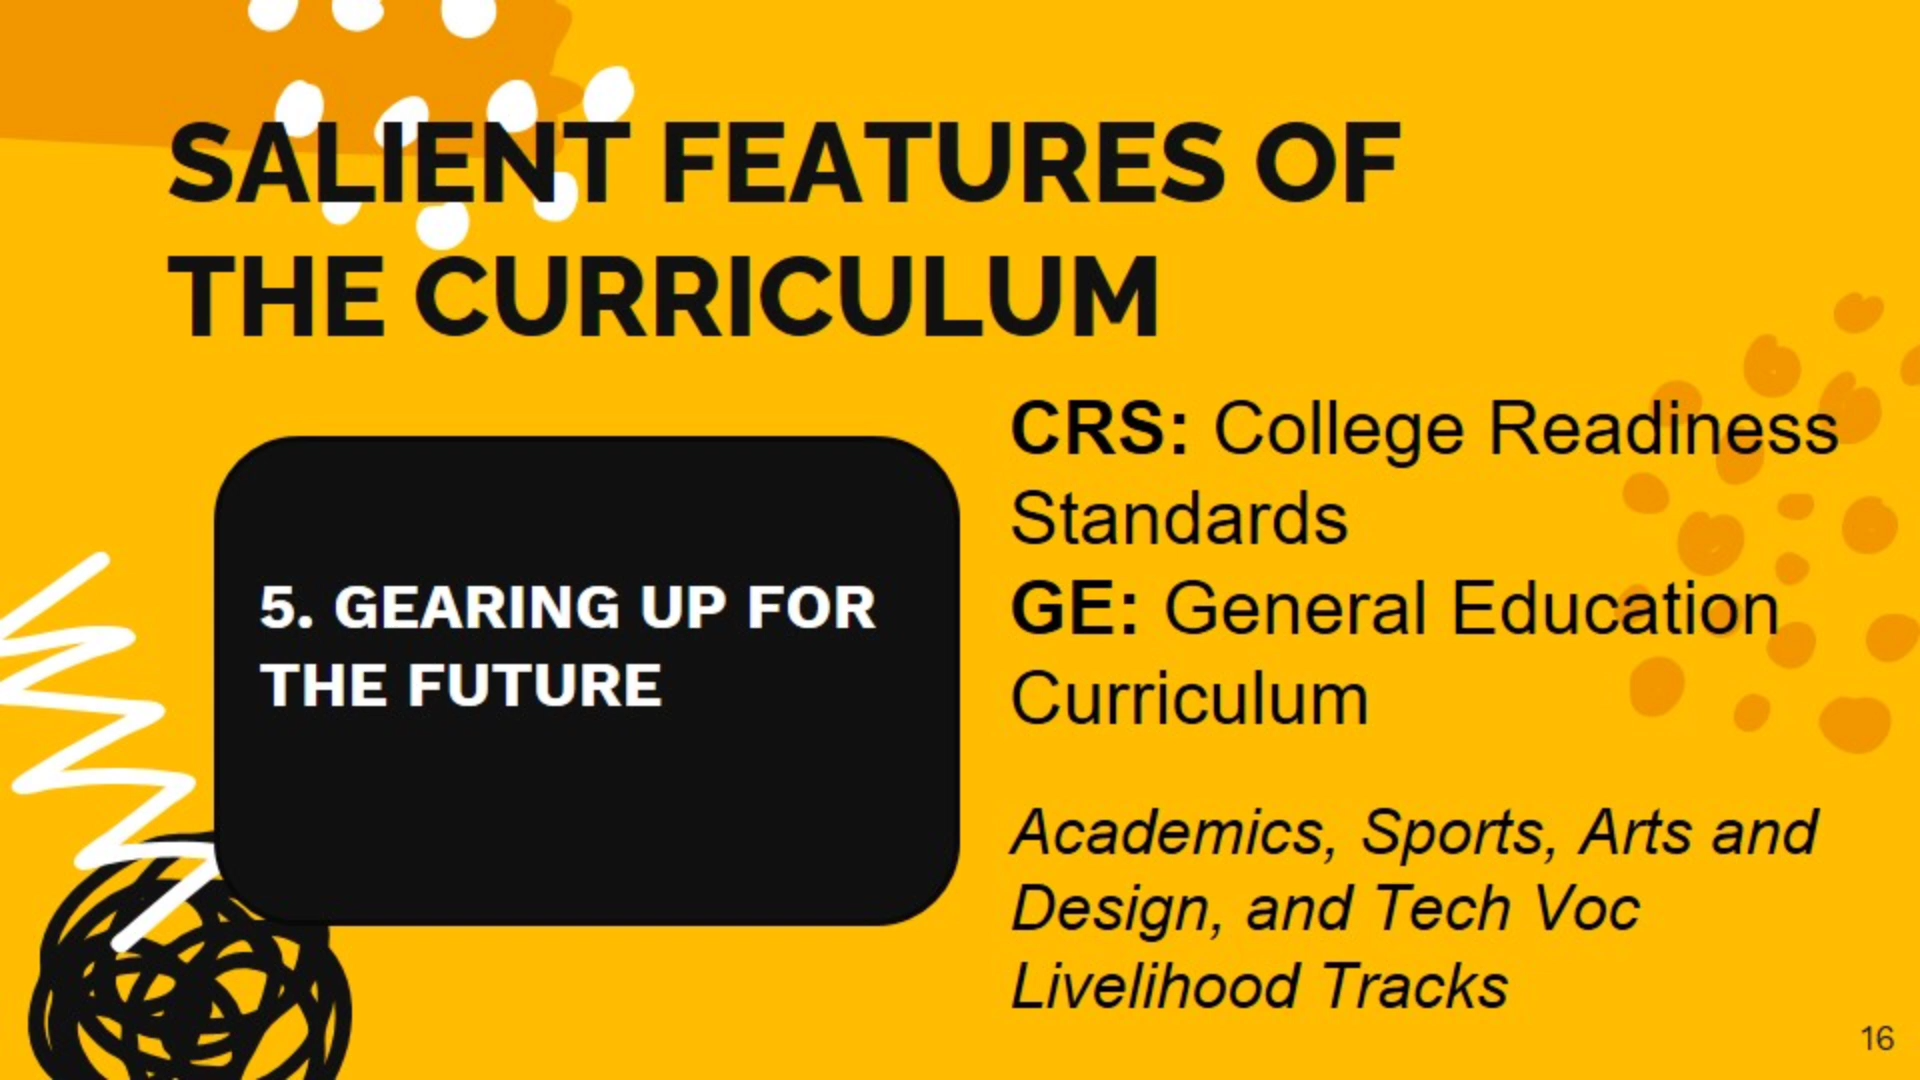 SALIENT FEATURES OF
THE CURRICULUM
5. GEARING UP FOR
THE FUTURE
CRS: College Readiness
Standards
GE: General Education
Curriculum
Academics, Sports, Arts and
Design, and Tech Voc
Livelihood Tracks
16